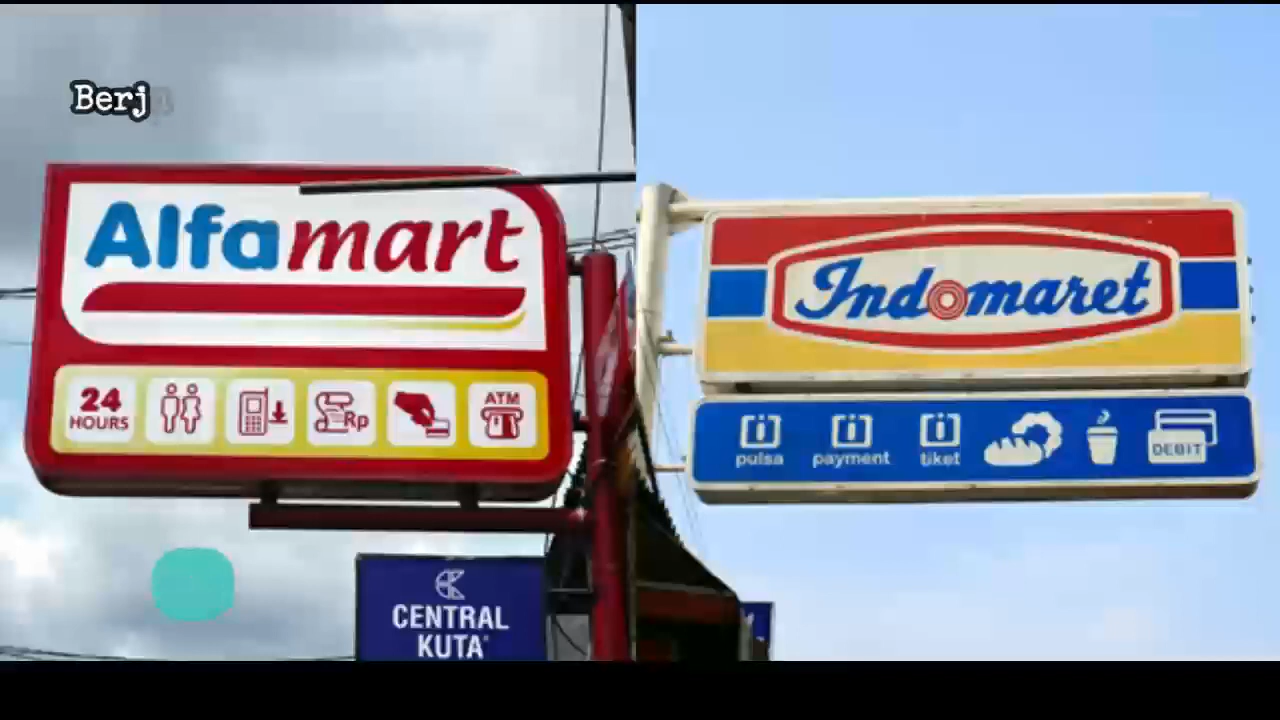 Berj
Alfamart
24
HOURS
Rp
ATM
CENTRAL
KUTA
Indomaret
pulsa
payment
tiket
DEBIT